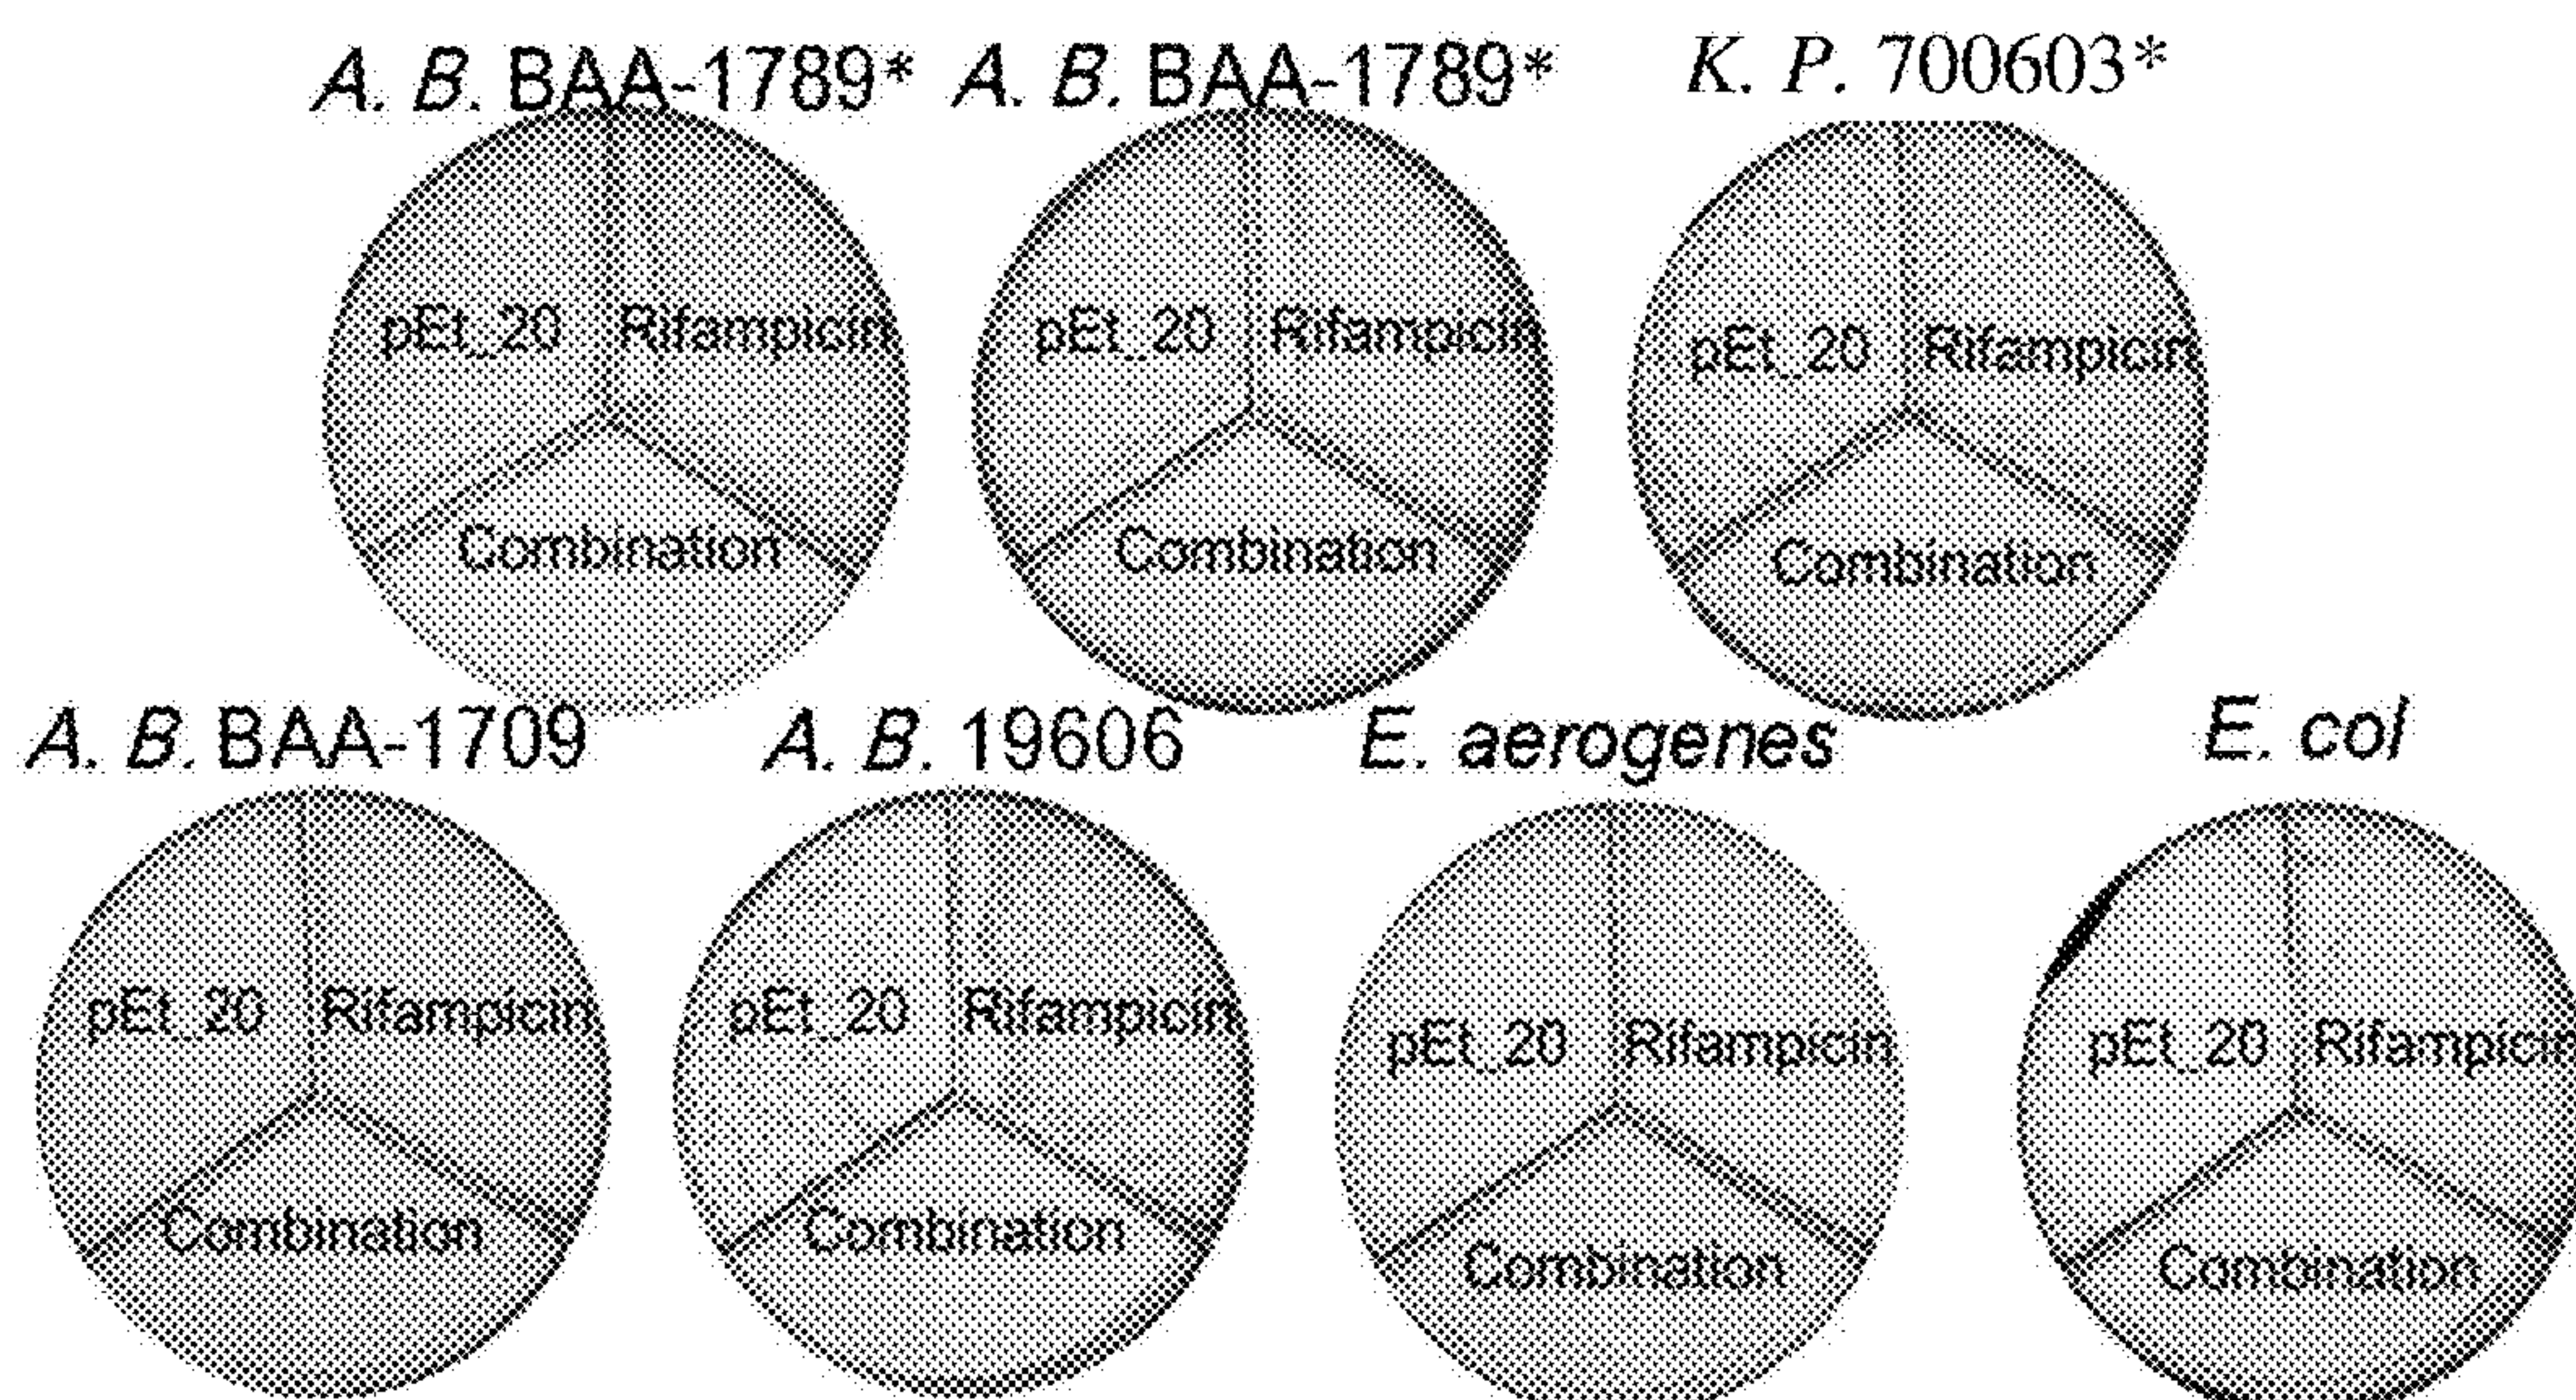 A. B. BAA-1789* A. B. BAA-1789* K. P. 700603*
pEt_20 Rifampicin pEt_20 Rifampicin pEt_20 Rifampicin
Combination Combination Combination
A. B. BAA-1709 A. B. 19606 E. aerogenes E. col
pEt_20 Rifampicin pEt_20 Rifampicin pEt_20 Rifampicin pEt_20 Rifampicin
Combination Combination Combination Combination